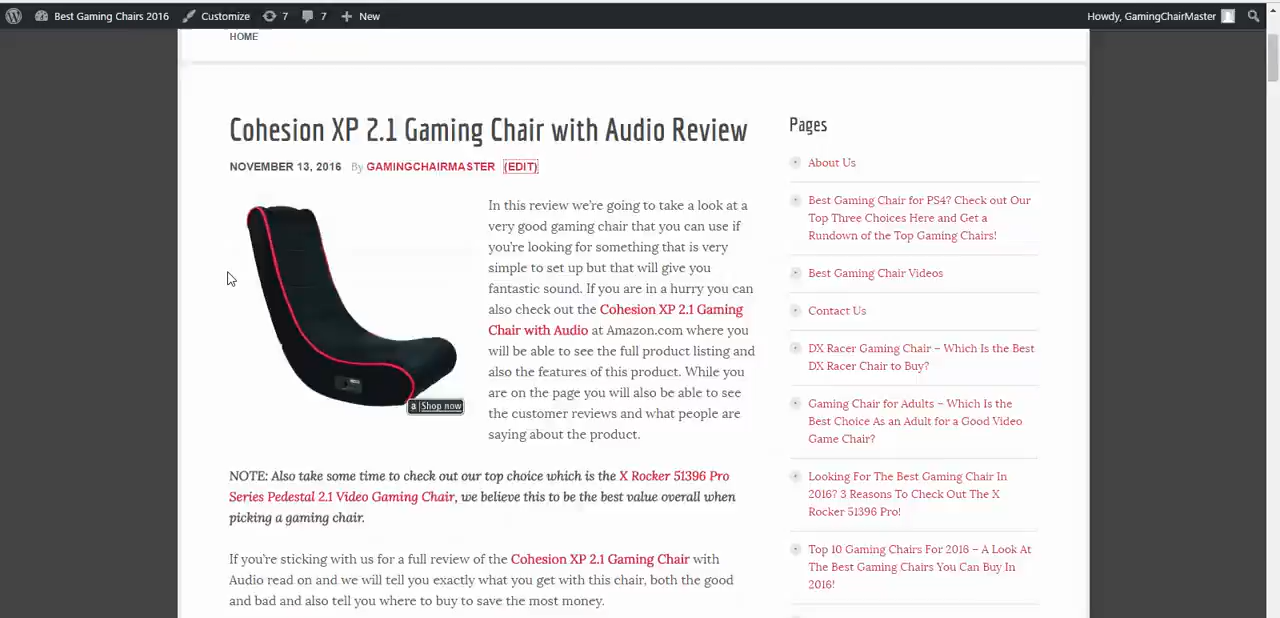 Best Gaming Chairs 2016 Customize 7 7 New Howdy, GamingChairMaster
HOME
Cohesion XP 2.1 Gaming Chair with Audio Review
NOVEMBER 13, 2016 By GAMINGCHAIRMASTER (EDIT)
In this review we're going to take a look at a
very good gaming chair that you can use if
you're looking for something that is very
simple to set up but that will give you
fantastic sound. If you are in a hurry you can
also check out the Cohesion XP 2.1 Gaming
Chair with Audio at Amazon.com where you
will be able to see the full product listing and
also the features of this product. While you
are on the page you will also be able to see
the customer reviews and what people are
saying about the product.
a Shop now
NOTE: Also take some time to check out our top choice which is the X Rocker 51396 Pro
Series Pedestal 2.1 Video Gaming Chair, we believe this to be the best value overall when
picking a gaming chair.
If you're sticking with us for a full review of the Cohesion XP 2.1 Gaming Chair with
Audio read on and we will tell you exactly what you get with this chair, both the good
and bad and also tell you where to buy to save the most money.
Pages
About Us
Best Gaming Chair for PS4? Check out Our
Top Three Choices Here and Get a
Rundown of the Top Gaming Chairs!
Best Gaming Chair Videos
Contact Us
DX Racer Gaming Chair – Which Is the Best
DX Racer Chair to Buy?
Gaming Chair for Adults – Which Is the
Best Choice As an Adult for a Good Video
Game Chair?
Looking For The Best Gaming Chair In
2016? 3 Reasons To Check Out The X
Rocker 51396 Pro!
Top 10 Gaming Chairs For 2016 – A Look At
The Best Gaming Chairs You Can Buy In
2016!